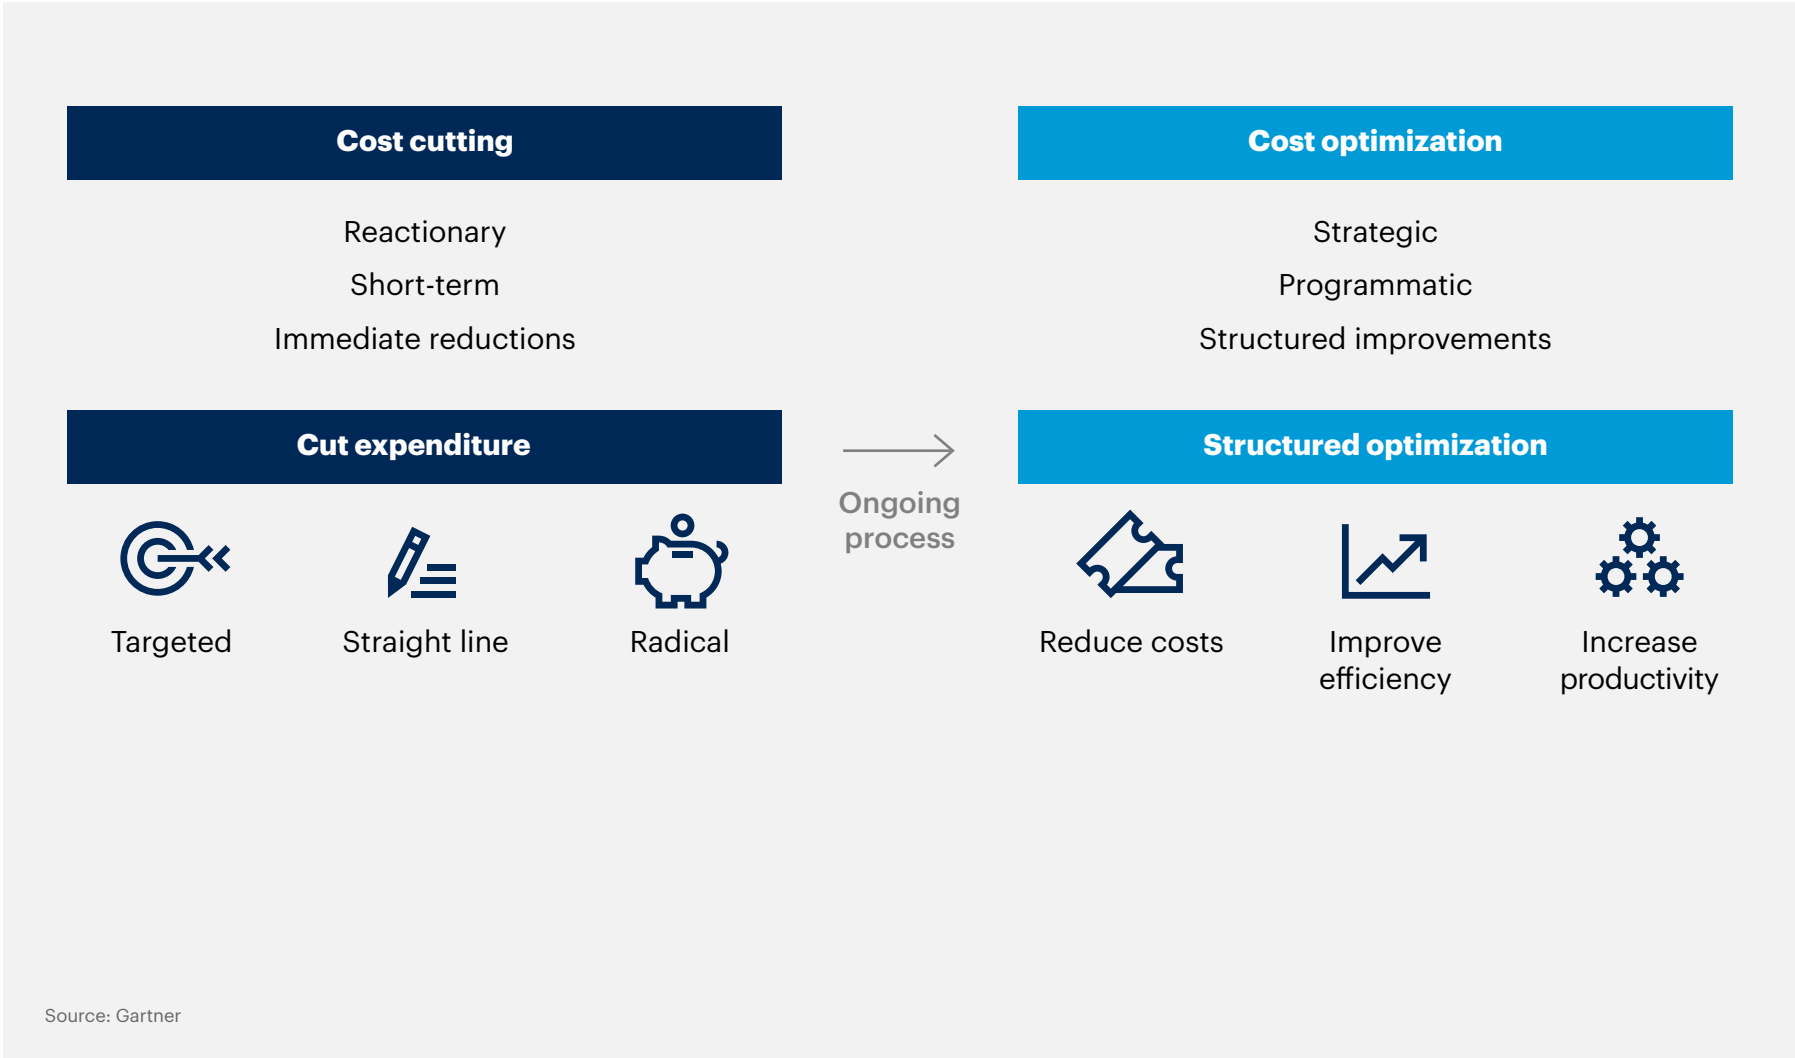 Cost cutting
Reactionary
Short-term
Immediate reductions
Cut expenditure
Targeted
Straight line
Radical
Ongoing
process
Cost optimization
Strategic
Programmatic
Structured improvements
Structured optimization
Reduce costs
Improve
efficiency
Increase
productivity
Source: Gartner